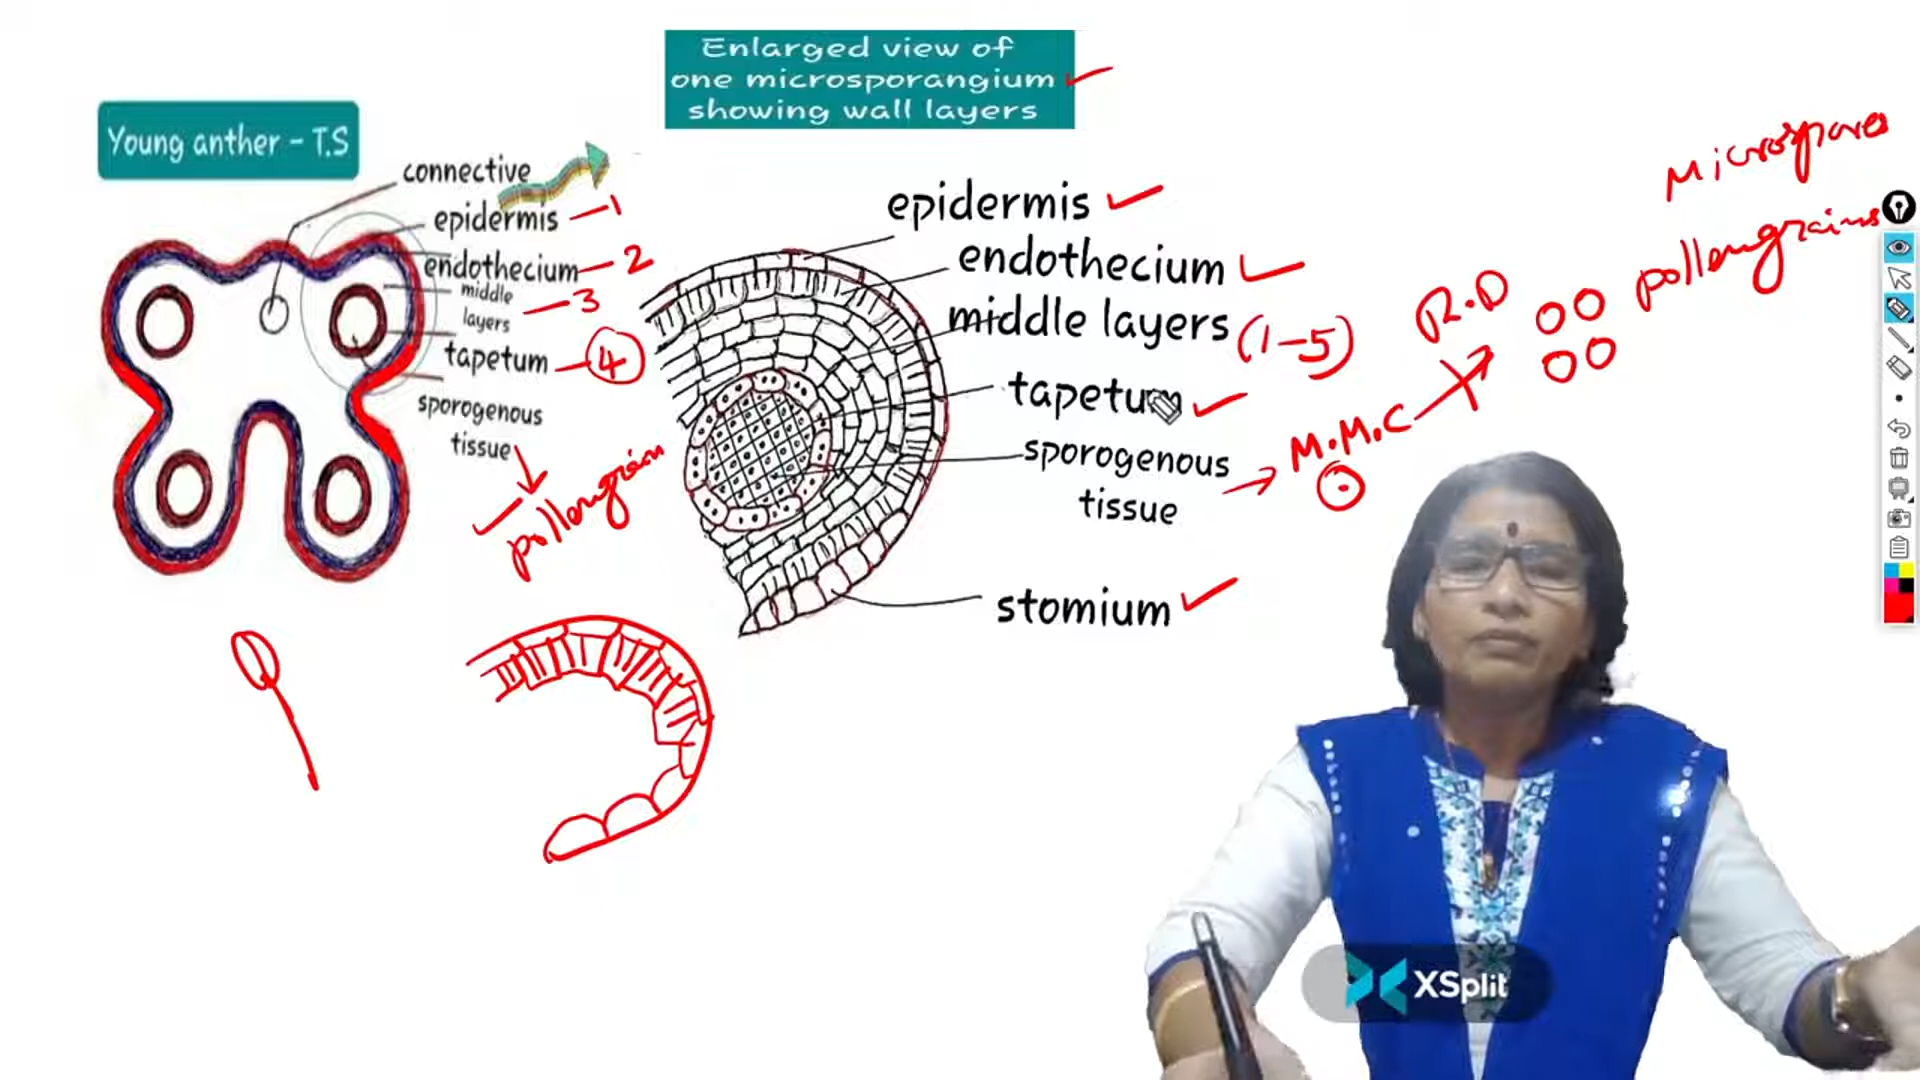 Enlarged view of
one microsporangium
showing wall layers
Young anther - T.S
connective
epidermis -1
endothecium - 2
middle
layers - 3
tapetum - 4
sporogenous
tissue
pollengrain
epidermis
endothecium
middle layers (1-5)
tapetum
sporogenous
tissue
stomium
M.M.C
R.D
Microspores
pollengrains
XSplit